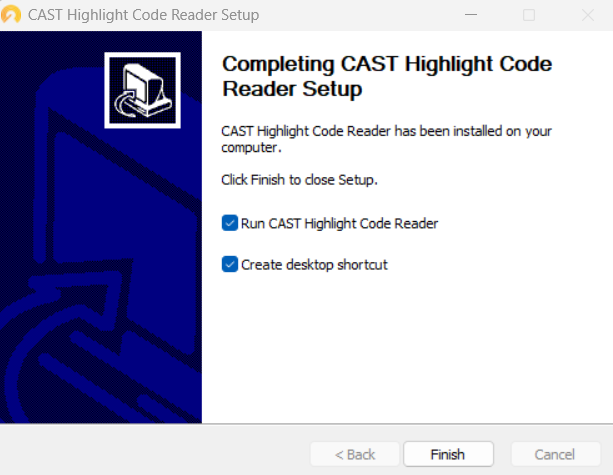 CAST Highlight Code Reader Setup
Completing CAST Highlight Code
Reader Setup
CAST Highlight Code Reader has been installed on your
computer.
Click Finish to close Setup.
Run CAST Highlight Code Reader
Create desktop shortcut
< Back
Finish
Cancel